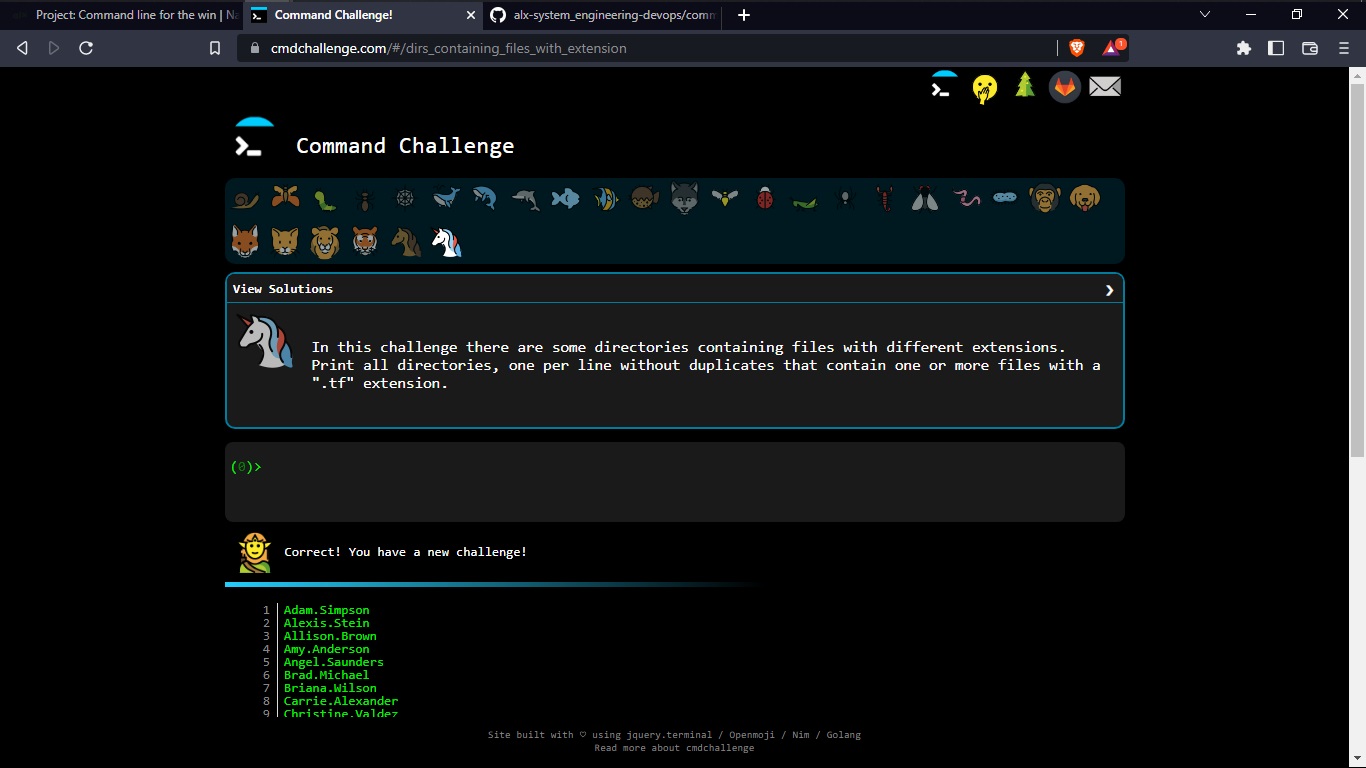 Project: Command line for the win | Na
Command Challenge!
alx-system_engineering-devops/comm
cmdchallenge.com/#/dirs_containing_files_with_extension
1
Command Challenge
View Solutions
In this challenge there are some directories containing files with different extensions.
Print all directories, one per line without duplicates that contain one or more files with a
".tf" extension.
(0)>
Correct! You have a new challenge!
1 Adam.Simpson
2 Alexis.Stein
3 Allison.Brown
4 Amy.Anderson
5 Angel.Saunders
6 Brad.Michael
7 Briana.Wilson
8 Carrie.Alexander
9 Christine.Valdez
Site built with ♡ using jquery.terminal / Openmoji / Nim / Golang
Read more about cmdchallenge